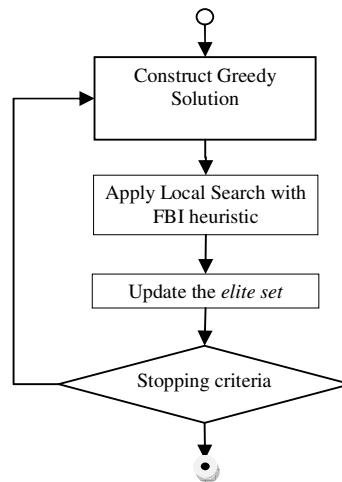 Construct Greedy
Solution
Apply Local Search with
FBI heuristic
Update the elite set
Stopping criteria